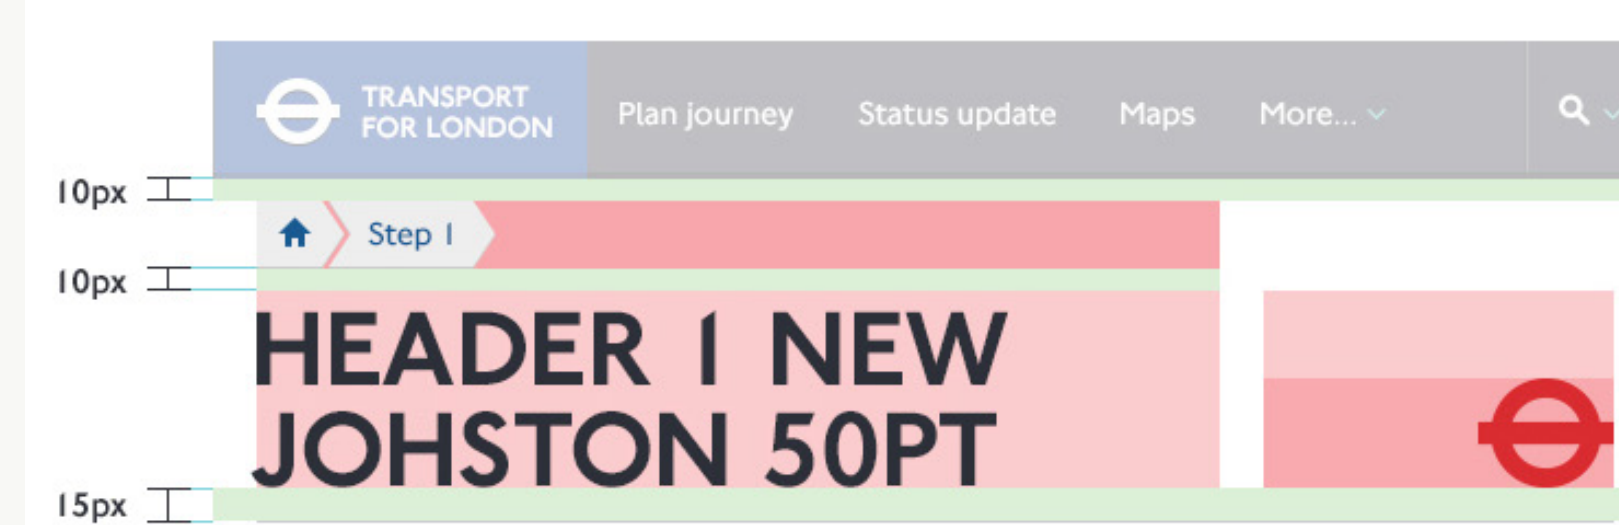 TRANSPORT
FOR LONDON
Plan journey Status update Maps More...
10px
Step 1
10px
HEADER 1 NEW
JOHSTON 50PT
15px